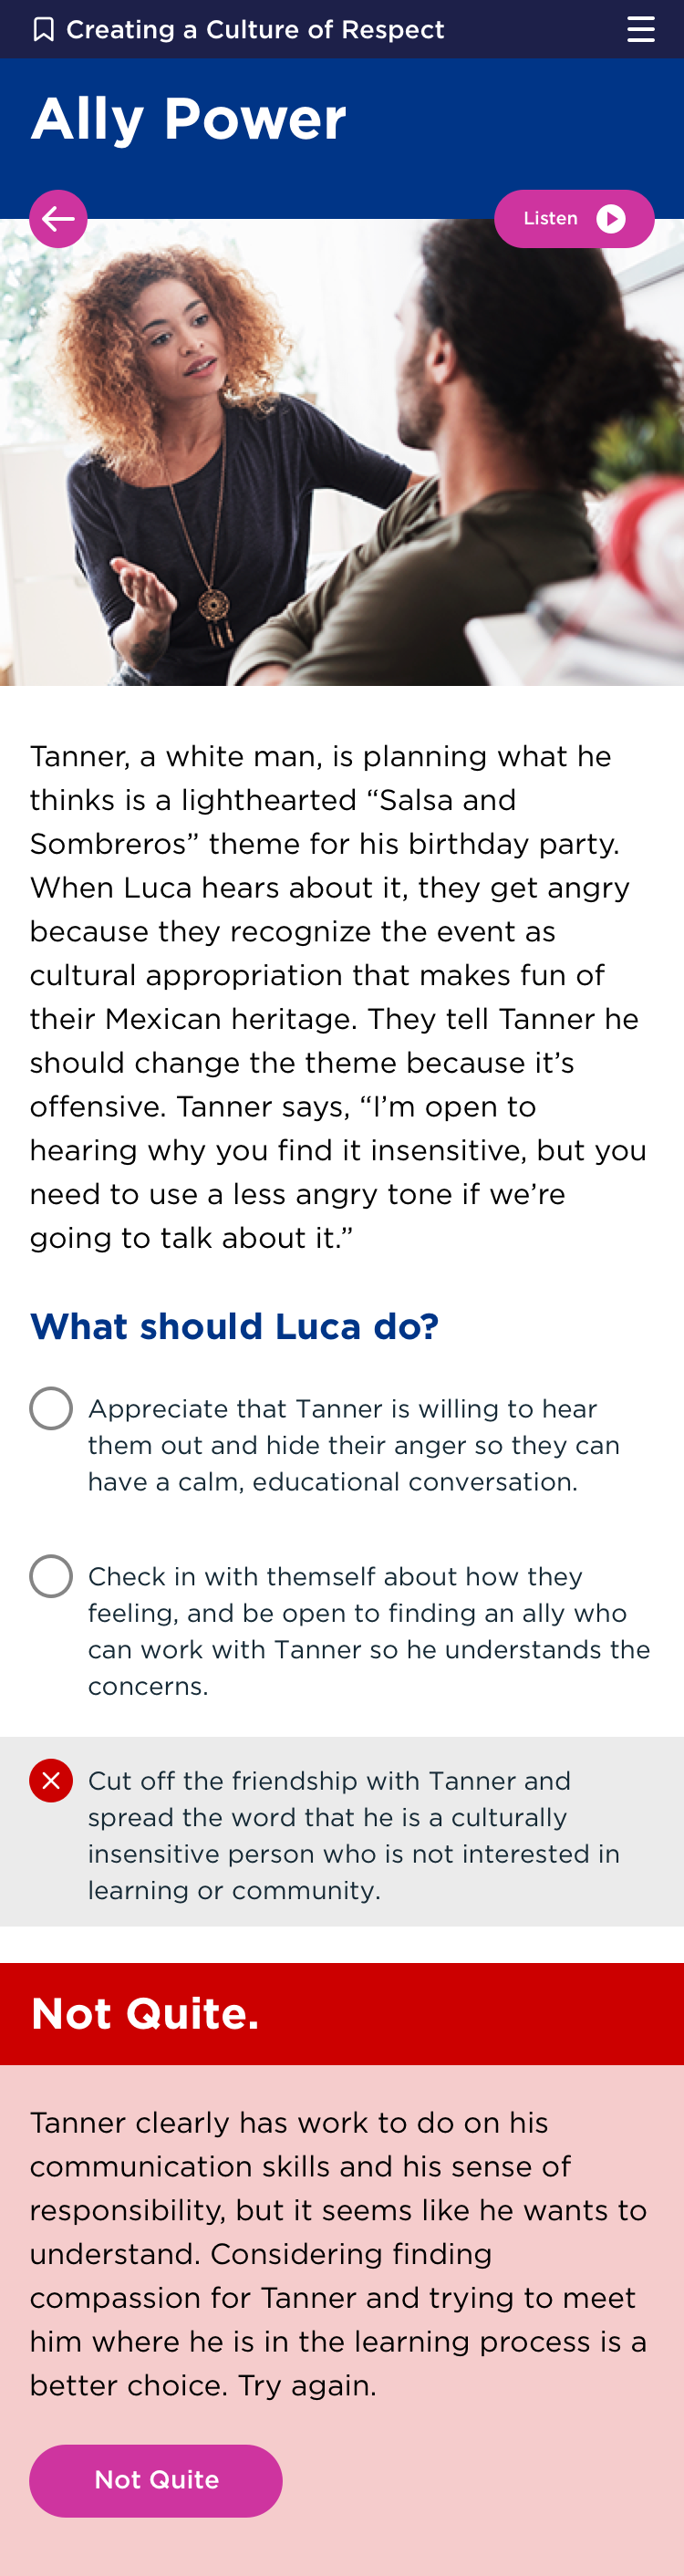 Creating a Culture of Respect
Ally Power
Listen
Tanner, a white man, is planning what he
thinks is a lighthearted “Salsa and
Sombreros” theme for his birthday party.
When Luca hears about it, they get angry
because they recognize the event as
cultural appropriation that makes fun of
their Mexican heritage. They tell Tanner he
should change the theme because it’s
offensive. Tanner says, “I’m open to
hearing why you find it insensitive, but you
need to use a less angry tone if we’re
going to talk about it.”
What should Luca do?
Appreciate that Tanner is willing to hear
them out and hide their anger so they can
have a calm, educational conversation.
Check in with themself about how they
feeling, and be open to finding an ally who
can work with Tanner so he understands the
concerns.
Cut off the friendship with Tanner and
spread the word that he is a culturally
insensitive person who is not interested in
learning or community.
Not Quite.
Tanner clearly has work to do on his
communication skills and his sense of
responsibility, but it seems like he wants to
understand. Considering finding
compassion for Tanner and trying to meet
him where he is in the learning process is a
better choice. Try again.
Not Quite